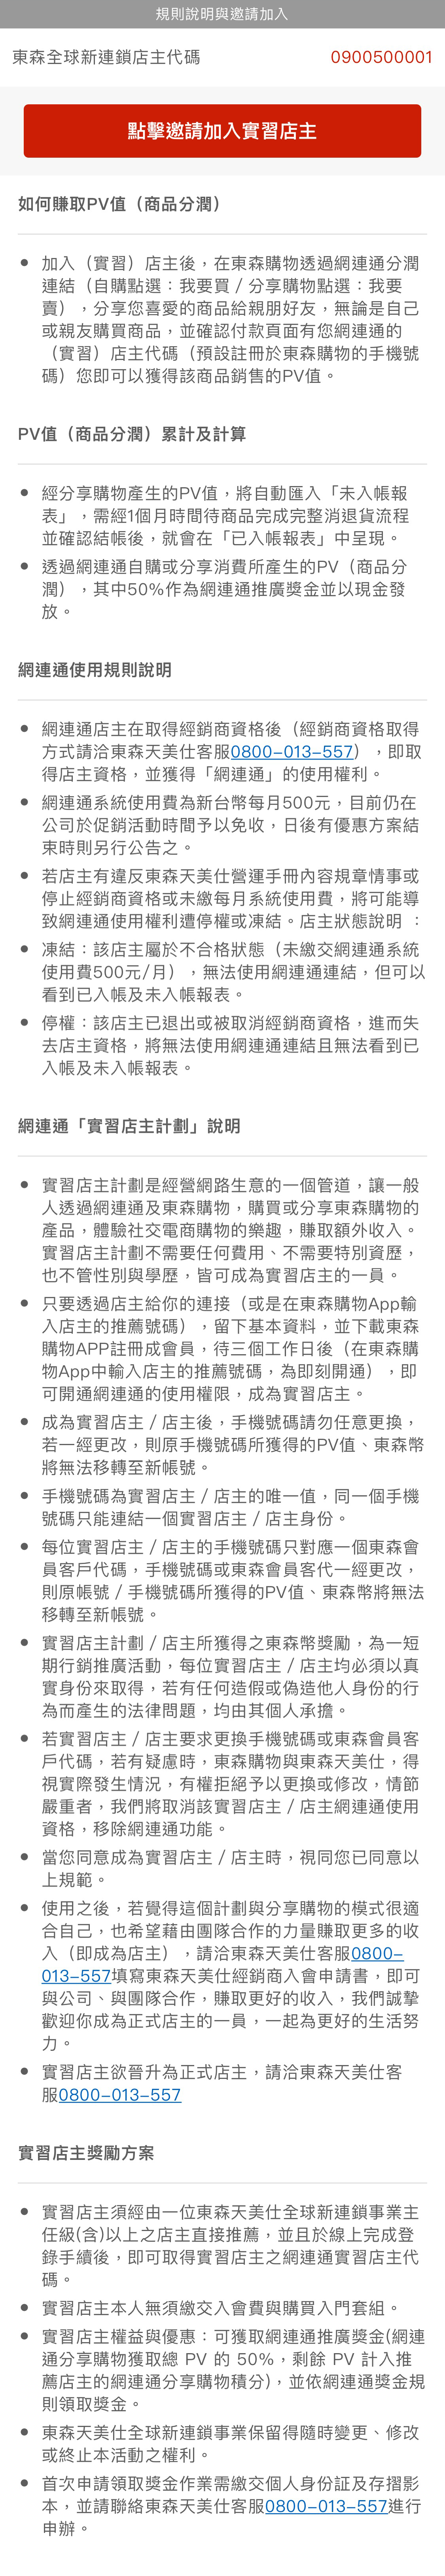 規則說明與邀請加入
東森全球新連鎖店主代碼 0900500001
點擊邀請加入實習店主
如何賺取PV值（商品分潤）
加入（實習）店主後，在東森購物透過網連通分潤
連結（自購點選：我要買 / 分享購物點選：我要
賣），分享您喜愛的商品給親朋好友，無論是自己
或親友購買商品，並確認付款頁面有您網連通的
（實習）店主代碼（預設註冊於東森購物的手機號
碼）您即可以獲得該商品銷售的PV值。
PV值（商品分潤）累計及計算
經分享購物產生的PV值，將自動匯入「未入帳報
表」，需經1個月時間待商品完成完整消退貨流程
並確認結帳後，就會在「已入帳報表」中呈現。
透過網連通自購或分享消費所產生的PV（商品分
潤），其中50%作為網連通推廣獎金並以現金發
放。
網連通使用規則說明
網連通店主在取得經銷商資格後（經銷商資格取得
方式請洽東森天美仕客服0800-013-557），即取
得店主資格，並獲得「網連通」的使用權利。
網連通系統使用費為新台幣每月500元，目前仍在
公司於促銷活動時間予以免收，日後有優惠方案結
束時則另行公告之。
若店主有違反東森天美仕營運手冊內容規章情事或
停止經銷商資格或未繳每月系統使用費，將可能導
致網連通使用權利遭停權或凍結。店主狀態說明 ：
凍結：該店主屬於不合格狀態（未繳交網連通系統
使用費500元/月），無法使用網連通連結，但可以
看到已入帳及未入帳報表。
停權：該店主已退出或被取消經銷商資格，進而失
去店主資格，將無法使用網連通連結且無法看到已
入帳及未入帳報表。
網連通「實習店主計劃」說明
實習店主計劃是經營網路生意的一個管道，讓一般
人透過網連通及東森購物，購買或分享東森購物的
產品，體驗社交電商購物的樂趣，賺取額外收入。
實習店主計劃不需要任何費用、不需要特別資歷，
也不管性別與學歷，皆可成為實習店主的一員。
只要透過店主給你的連接（或是在東森購物App輸
入店主的推薦號碼），留下基本資料，並下載東森
購物APP註冊成會員，待三個工作日後（在東森購
物App中輸入店主的推薦號碼，為即刻開通），即
可開通網連通的使用權限，成為實習店主。
成為實習店主 / 店主後，手機號碼請勿任意更換，
若一經更改，則原手機號碼所獲得的PV值、東森幣
將無法移轉至新帳號。
手機號碼為實習店主 / 店主的唯一值，同一個手機
號碼只能連結一個實習店主 / 店主身份。
每位實習店主 / 店主的手機號碼只對應一個東森會
員客戶代碼，手機號碼或東森會員客代一經更改，
則原帳號 / 手機號碼所獲得的PV值、東森幣將無法
移轉至新帳號。
實習店主計劃 / 店主所獲得之東森幣獎勵，為一短
期行銷推廣活動，每位實習店主 / 店主均必須以真
實身份來取得，若有任何造假或偽造他人身份的行
為而產生的法律問題，均由其個人承擔。
若實習店主 / 店主要求更換手機號碼或東森會員客
戶代碼，若有疑慮時，東森購物與東森天美仕，得
視實際發生情況，有權拒絕予以更換或修改，情節
嚴重者，我們將取消該實習店主 / 店主網連通使用
資格，移除網連通功能。
當您同意成為實習店主 / 店主時，視同您已同意以
上規範。
使用之後，若覺得這個計劃與分享購物的模式很適
合自己，也希望藉由團隊合作的力量賺取更多的收
入（即成為店主），請洽東森天美仕客服0800-
013-557填寫東森天美仕經銷商入會申請書，即可
與公司、與團隊合作，賺取更好的收入，我們誠摯
歡迎你成為正式店主的一員，一起為更好的生活努
力。
實習店主欲晉升為正式店主，請洽東森天美仕客
服0800-013-557
實習店主獎勵方案
實習店主須經由一位東森天美仕全球新連鎖事業主
任級(含)以上之店主直接推薦，並且於線上完成登
錄手續後，即可取得實習店主之網連通實習店主代
碼。
實習店主本人無須繳交入會費與購買入門套組。
實習店主權益與優惠：可獲取網連通推廣獎金(網連
通分享購物獲取總 PV 的 50%，剩餘 PV 計入推
薦店主的網連通分享購物積分)，並依網連通獎金規
則領取獎金。
東森天美仕全球新連鎖事業保留得隨時變更、修改
或終止本活動之權利。
首次申請領取獎金作業需繳交個人身份証及存摺影
本，並請聯絡東森天美仕客服0800-013-557進行
申辦。